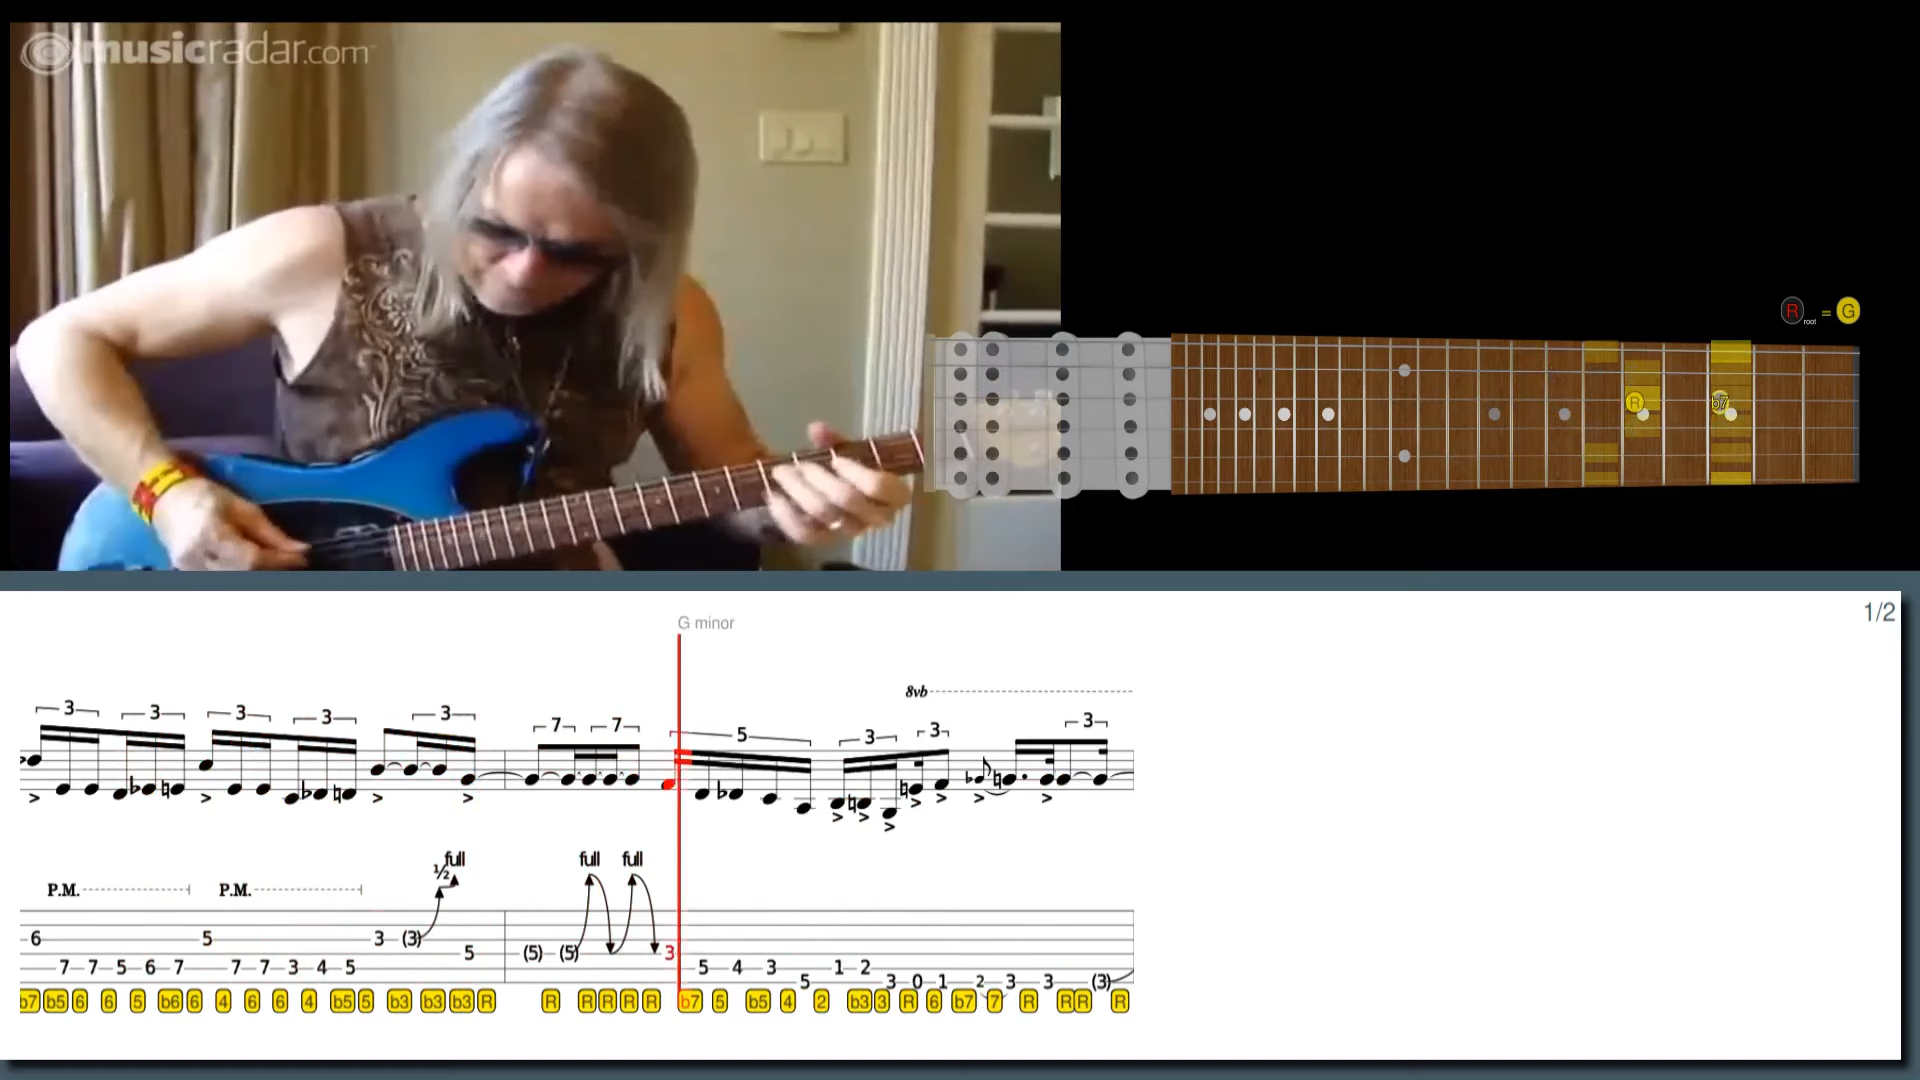 musicradar.com
R root = G
R b7
1/2
G minor
8vb
3 3 3 3 3 7 7 5 3 3 3
full full full
½
P.M. P.M.
6 5 3 (3) 5 (5) (5) 3
7 7 5 6 7 7 7 3 4 5 5 4 3 1 2
5 3 0 1 2 3 3 (3)
b7 b5 6 6 5 b6 6 4 6 6 4 b5 5 b3 b3 b3 R R R R R R b7 5 b5 4 2 b3 3 R 6 b7 7 R R R R